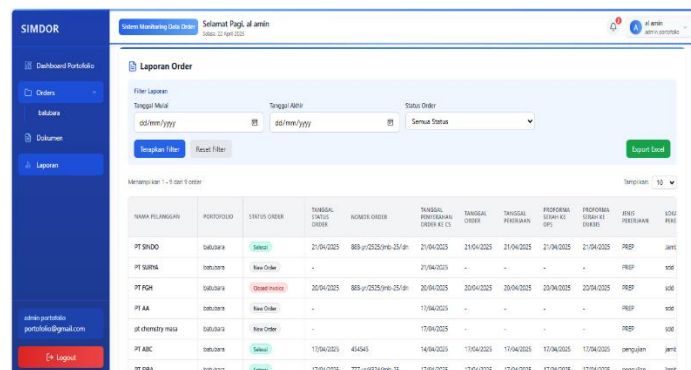 SIMDOR
Sistem Monitoring Data Order
Selamat Pagi, al amin
Selasa, 22 April 2025
A
al amin
admin portofolio
Dashboard Portofolio
Orders
batubara
Dokumen
Laporan
admin portofolio
portofolio@gmail.com
Logout
Laporan Order
Filter Laporan
Tanggal Mulai Tanggal Akhir Status Order
dd/mm/yyyy dd/mm/yyyy Semua Status
Terapkan Filter Reset Filter Export Excel
Menampilkan 1 - 9 dari 9 order Tampilkan: 10
NAMA PELANGGAN PORTOFOLIO STATUS ORDER TANGGAL STATUS ORDER NOMOR ORDER TANGGAL PENYERAHAN ORDER KE CS TANGGAL ORDER TANGGAL PEKERJAAN PROFORMA SERAH KE OPS PROFORMA SERAH KE DUKBIS JENIS PEKERJAAN
PT SINDO batubara Selesai 21/04/2025 21/04/2025 21/04/2025 21/04/2025 21/04/2025 21/04/2025 PREP
PT SURYA batubara New Order - 21/04/2025 - - - - PREP
PT FGH batubara Closed Invoice 20/04/2025 20/04/2025 20/04/2025 20/04/2025 20/04/2025 20/04/2025 PREP
PT AA batubara New Order - 17/04/2025 - - - - PREP
pt chemstry masa batubara New Order - 17/04/2025 - - - - PREP
PT ABC batubara Selesai 17/04/2025 454545 14/04/2025 17/04/2025 17/04/2025 17/04/2025 17/04/2025 pengujian